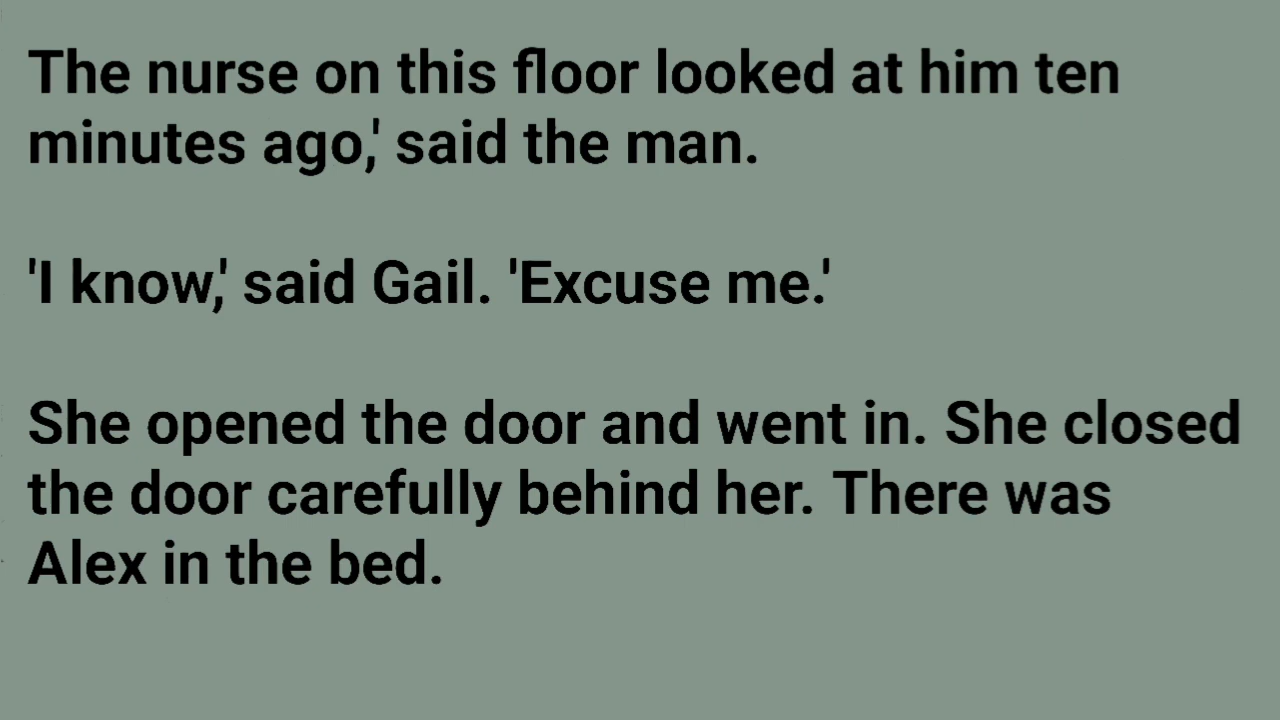 The nurse on this floor looked at him ten
minutes ago,' said the man.
'I know,' said Gail. 'Excuse me.'
She opened the door and went in. She closed
the door carefully behind her. There was
Alex in the bed.